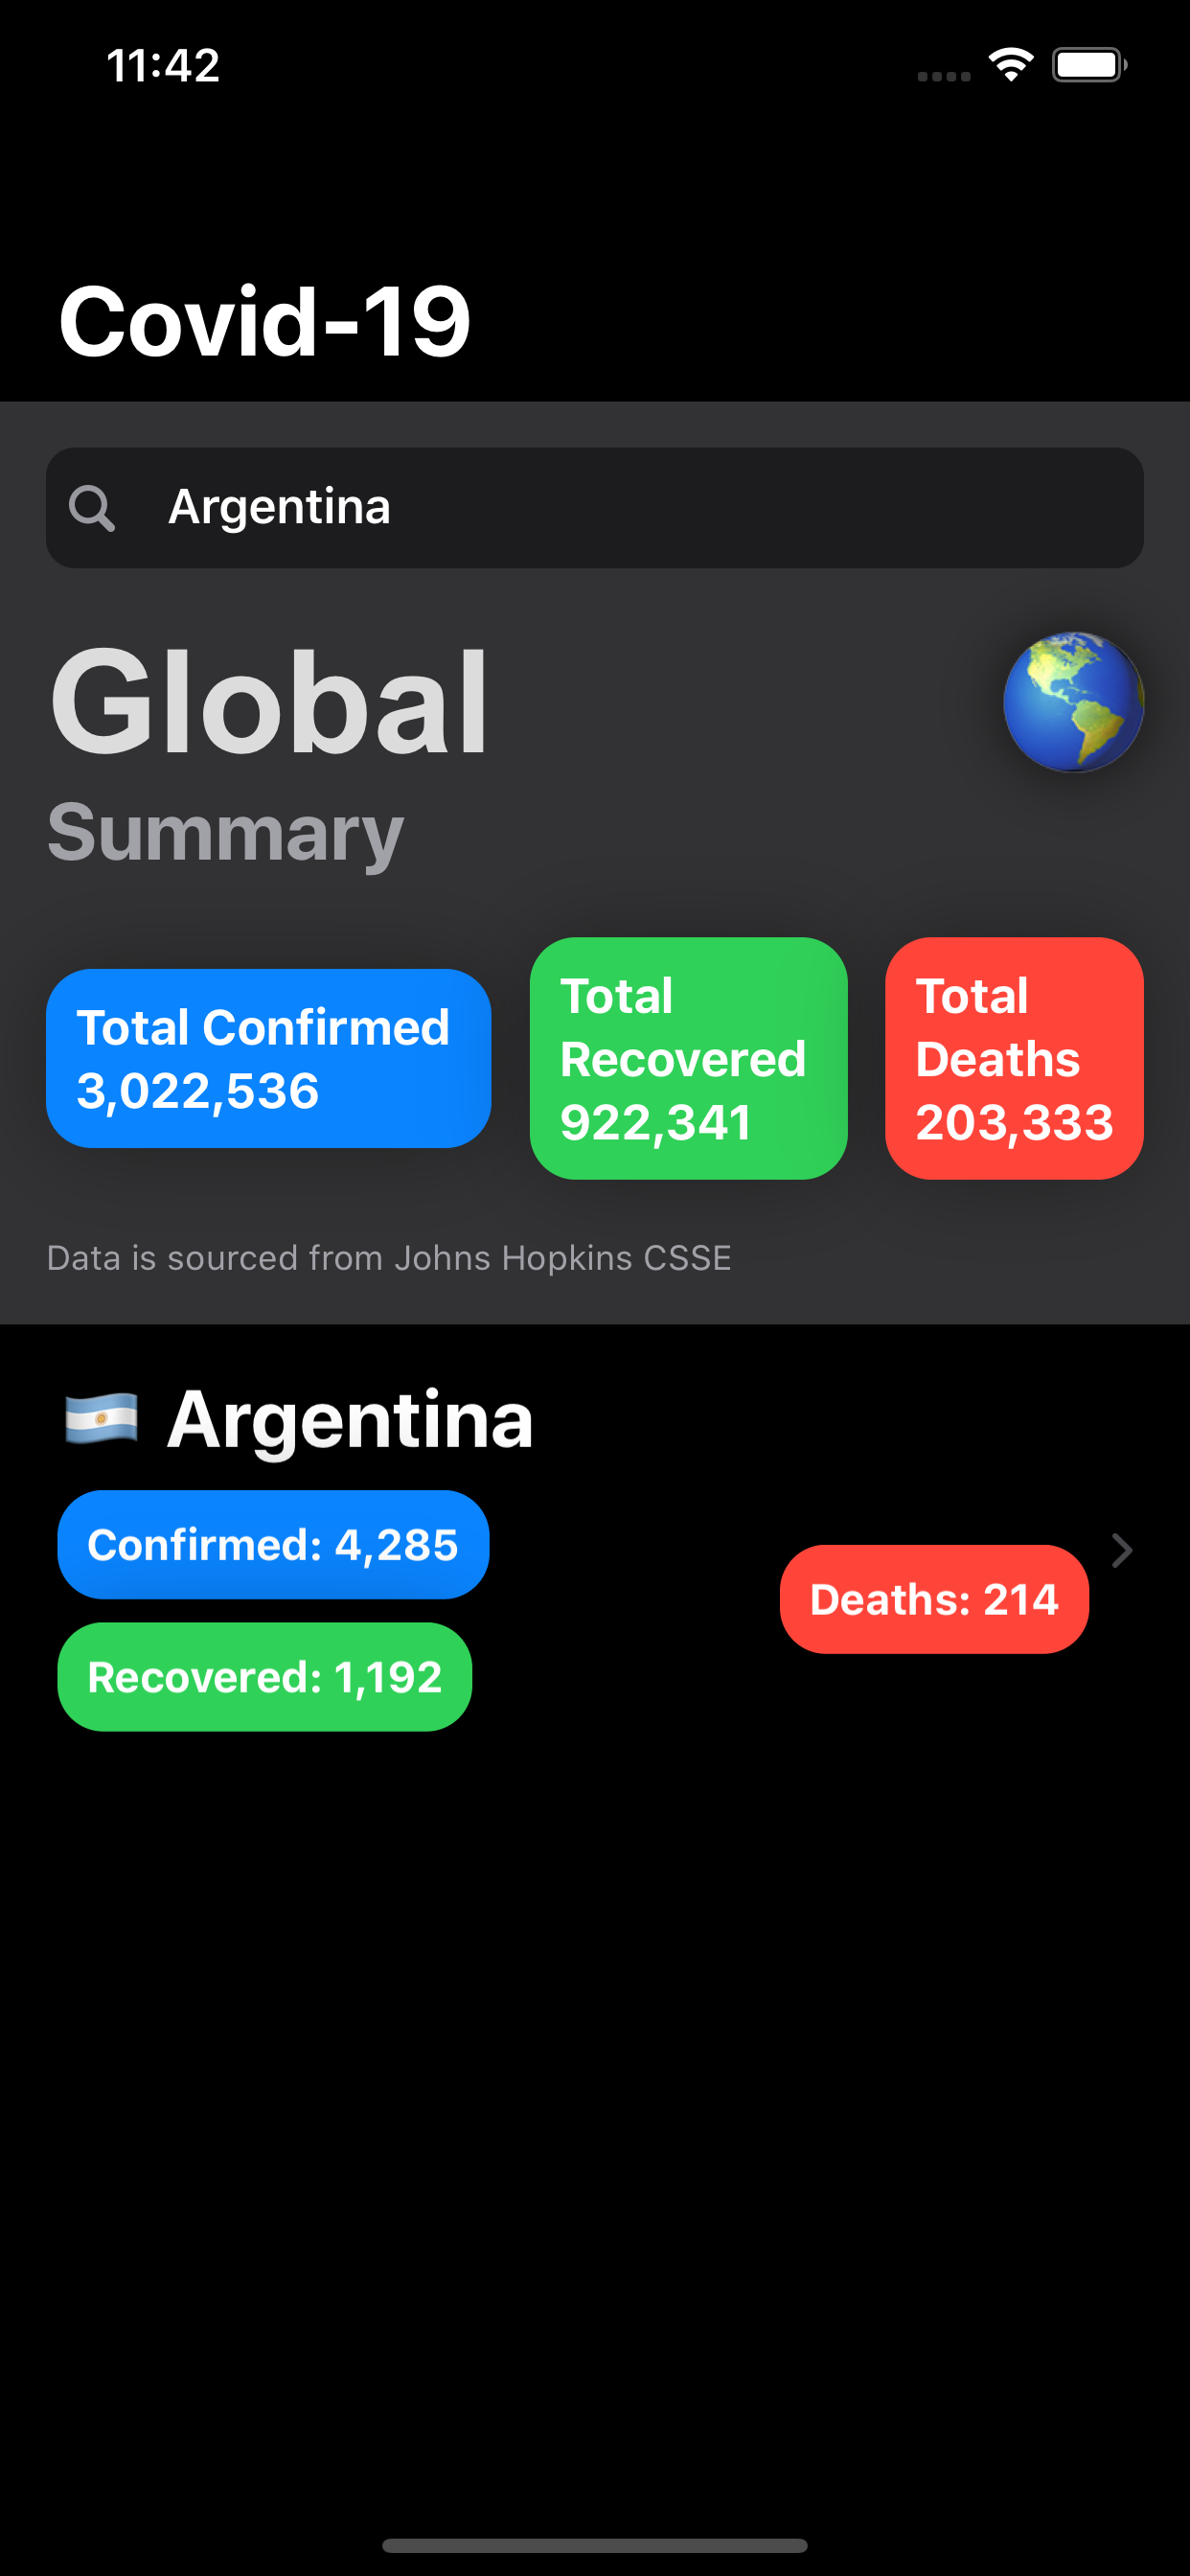 11:42
Covid-19
Argentina
Global
Summary
Total Confirmed
3,022,536
Total
Recovered
922,341
Total
Deaths
203,333
Data is sourced from Johns Hopkins CSSE
Argentina
Confirmed: 4,285
Deaths: 214
Recovered: 1,192